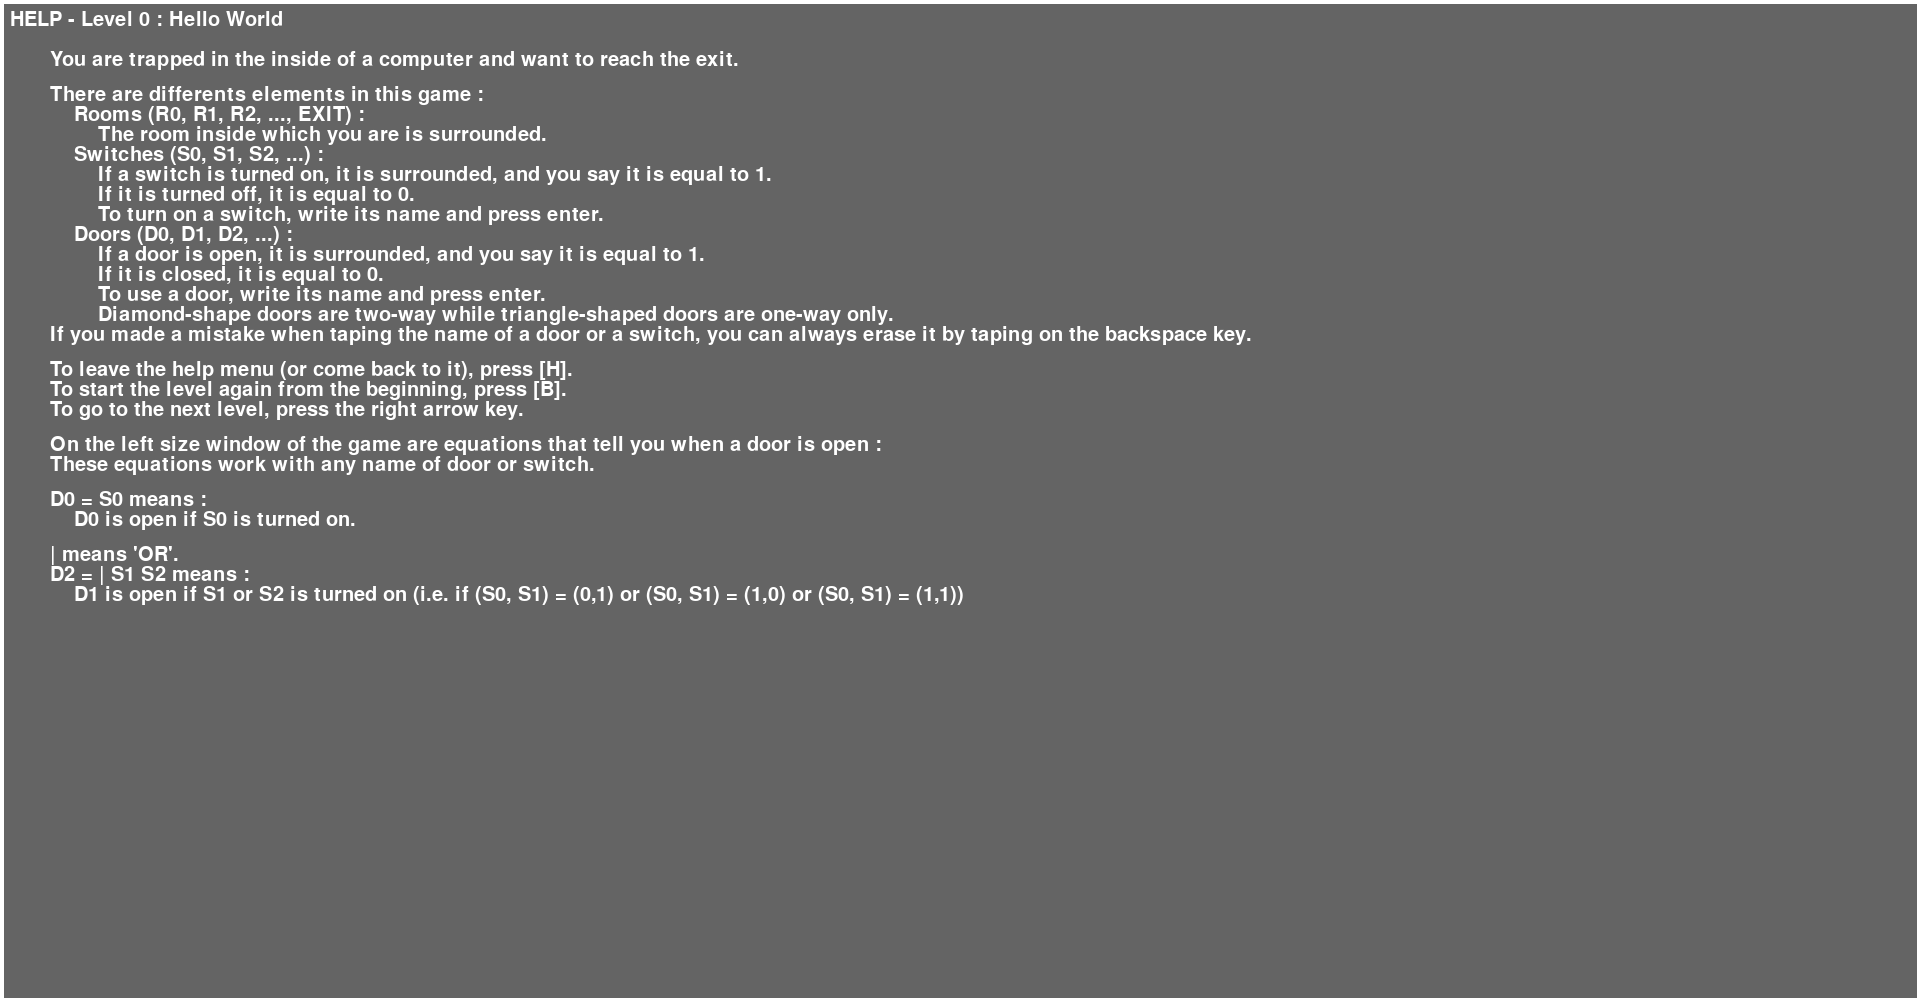 HELP - Level 0 : Hello World
You are trapped in the inside of a computer and want to reach the exit.
There are differents elements in this game :
Rooms (R0, R1, R2, ..., EXIT) :
The room inside which you are is surrounded.
Switches (S0, S1, S2, ...) :
If a switch is turned on, it is surrounded, and you say it is equal to 1.
If it is turned off, it is equal to 0.
To turn on a switch, write its name and press enter.
Doors (D0, D1, D2, ...) :
If a door is open, it is surrounded, and you say it is equal to 1.
If it is closed, it is equal to 0.
To use a door, write its name and press enter.
Diamond-shape doors are two-way while triangle-shaped doors are one-way only.
If you made a mistake when taping the name of a door or a switch, you can always erase it by taping on the backspace key.
To leave the help menu (or come back to it), press [H].
To start the level again from the beginning, press [B].
To go to the next level, press the right arrow key.
On the left size window of the game are equations that tell you when a door is open :
These equations work with any name of door or switch.
D0 = S0 means :
D0 is open if S0 is turned on.
| means 'OR'.
D2 = | S1 S2 means :
D1 is open if S1 or S2 is turned on (i.e. if (S0, S1) = (0,1) or (S0, S1) = (1,0) or (S0, S1) = (1,1))